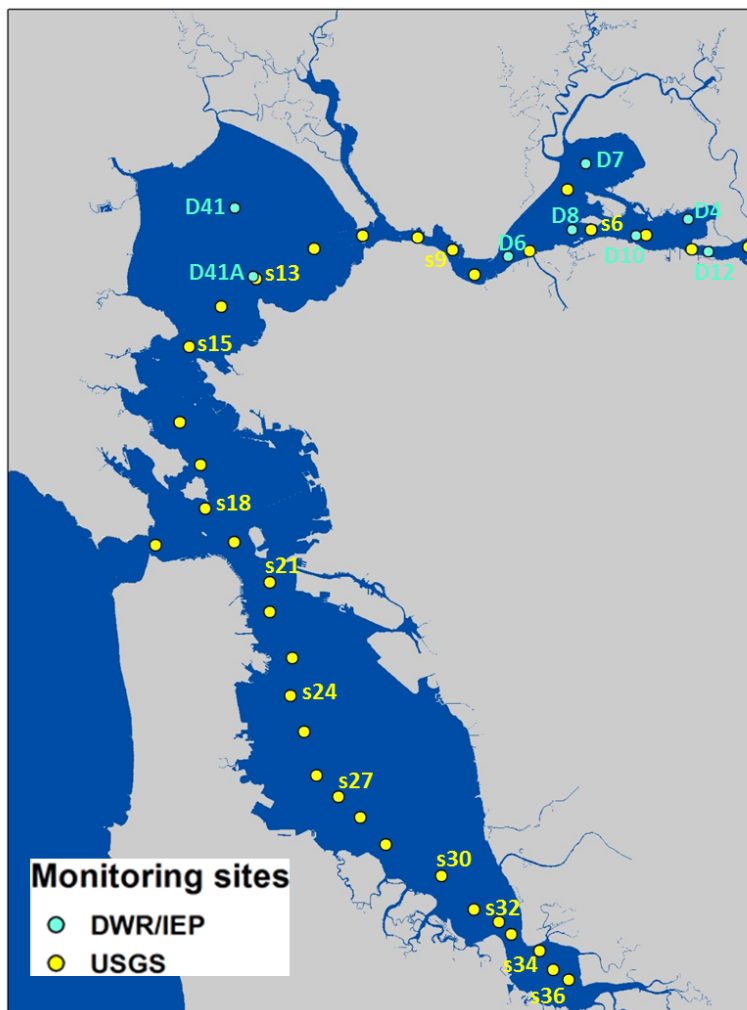 D7
D41
D8
s6
D4
s9
D6
D10
D12
D41A
s13
s15
s18
s21
s24
s27
s30
s32
s34
s36
Monitoring sites
DWR/IEP
USGS